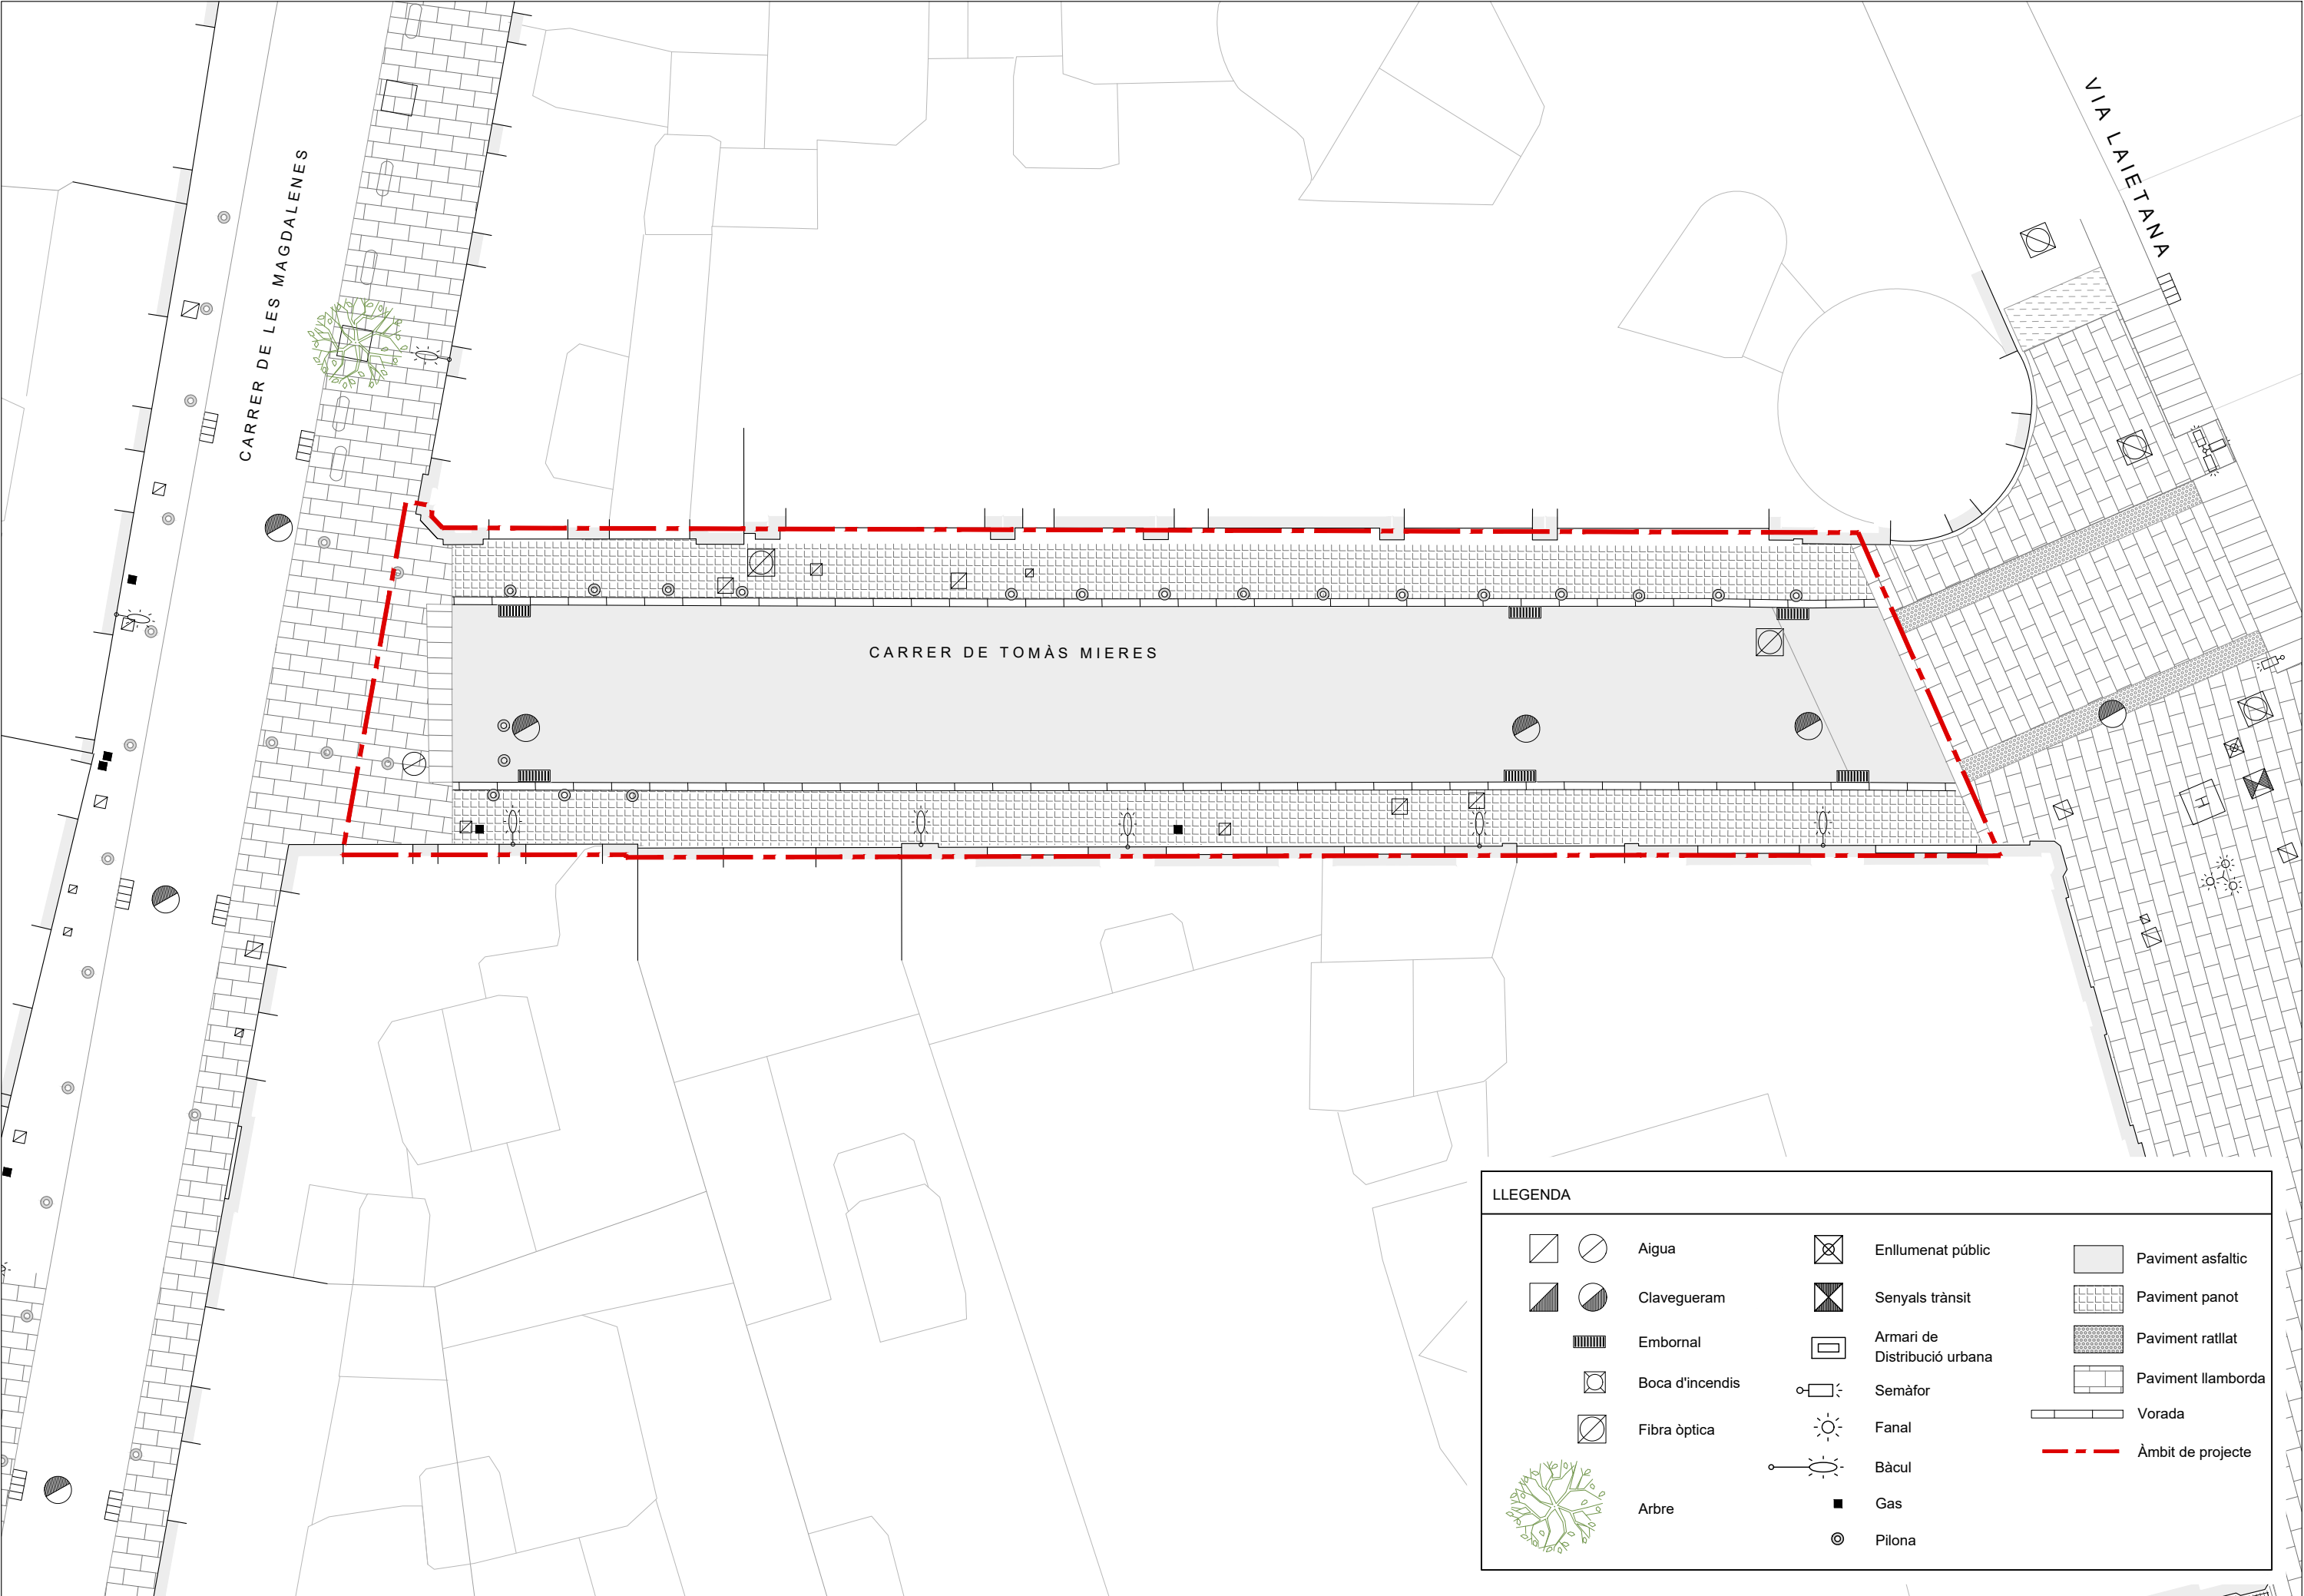 VIA LAIETANA
CARRER DE LES MAGDALENES
CARRER DE TOMÀS MIERES
H
LLEGENDA
Aigua
Clavegueram
Embornal
Boca d'incendis
Fibra òptica
Arbre
Enllumenat públic
Senyals trànsit
Armari de
Distribució urbana
Semàfor
Fanal
Bàcul
Gas
Pilona
Paviment asfaltic
Paviment panot
Paviment ratllat
Paviment llamborda
Vorada
Àmbit de projecte